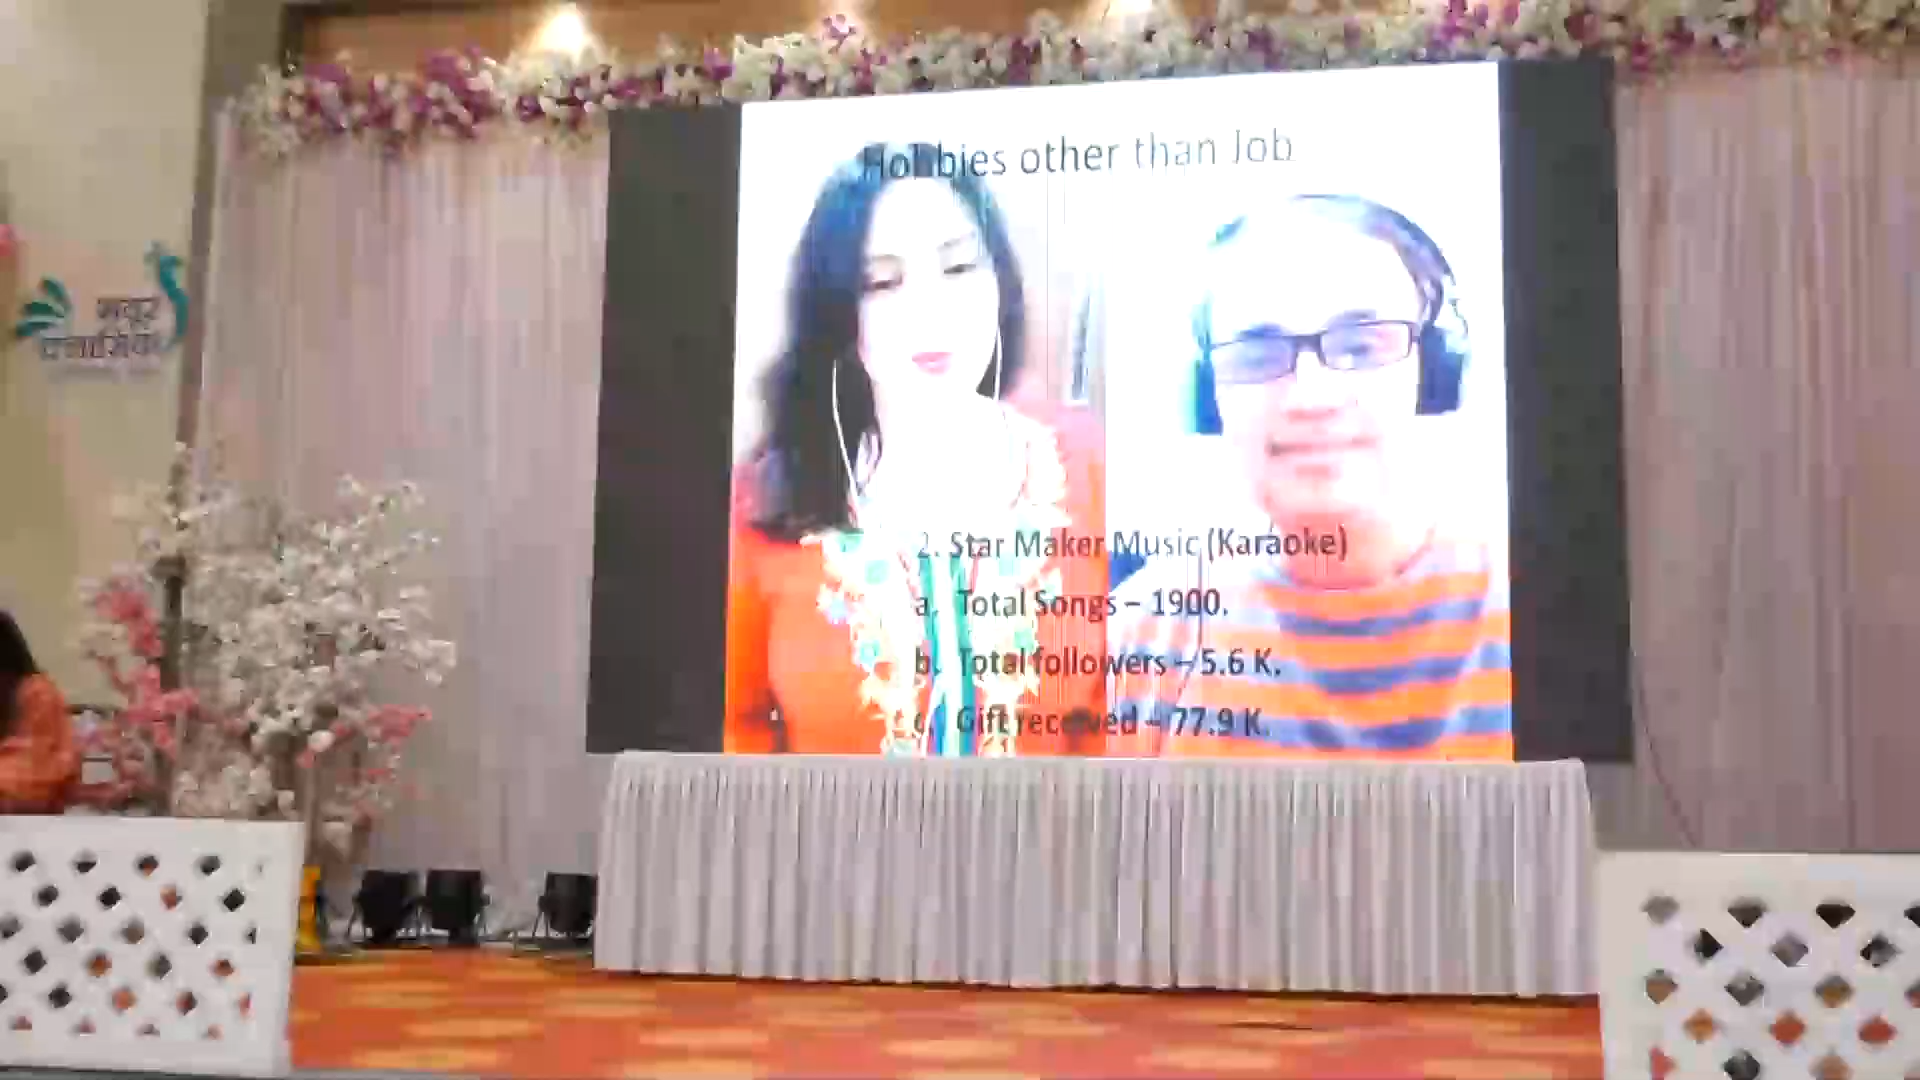 Hobbies other than Job
2. Star Maker Music (Karaoke)
a. Total Songs – 1900.
b. Total followers – 5.6 K.
c. Gift received – 77.9 K.
मयूर